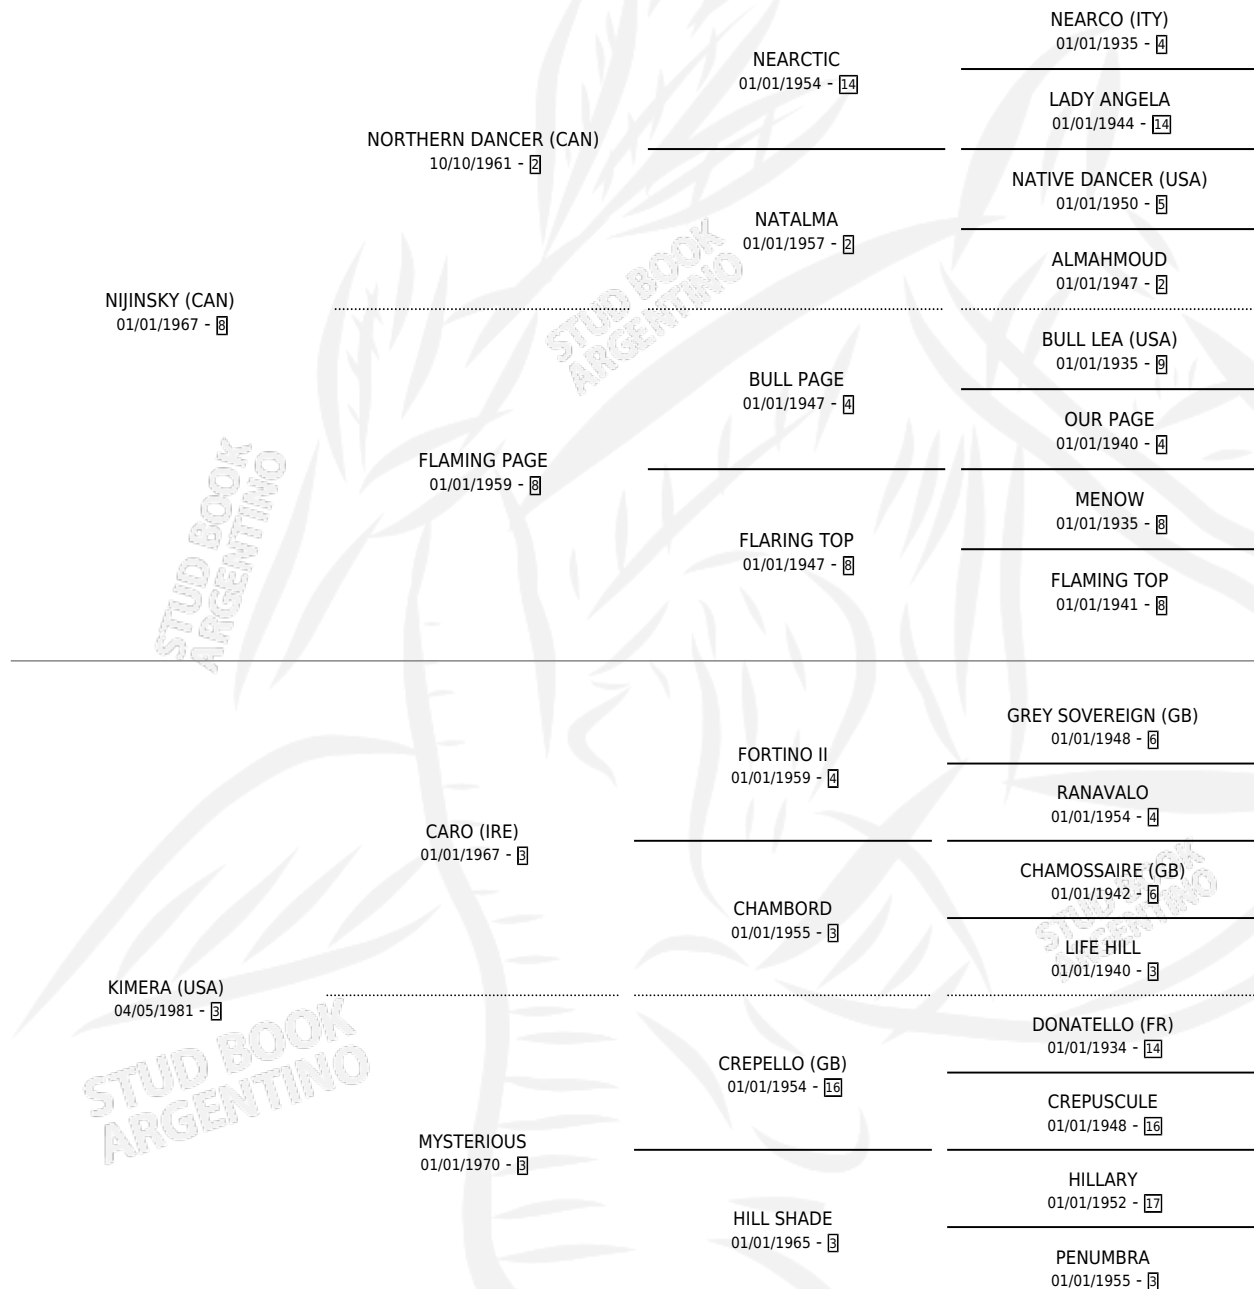 NEARCO (ITY)
01/01/1935 - 4
NEARCTIC
01/01/1954 - 14
LADY ANGELA
01/01/1944 - 14
NORTHERN DANCER (CAN)
10/10/1961 - 2
NATIVE DANCER (USA)
01/01/1950 - 5
NATALMA
01/01/1957 - 2
ALMAHMOUD
01/01/1947 - 2
STUD BOOK
ARGENTINO
NIJINSKY (CAN)
01/01/1967 - 8
BULL LEA (USA)
01/01/1935 - 9
BULL PAGE
01/01/1947 - 4
OUR PAGE
01/01/1940 - 4
FLAMING PAGE
01/01/1959 - 8
MENOW
01/01/1935 - 8
FLARING TOP
01/01/1947 - 8
FLAMING TOP
01/01/1941 - 8
STUD BOOK
ARGENTINO
GREY SOVEREIGN (GB)
01/01/1948 - 6
FORTINO II
01/01/1959 - 4
RANAVALO
01/01/1954 - 4
CARO (IRE)
01/01/1967 - 3
CHAMOSSAIRE (GB)
01/01/1942 - 6
CHAMBORD
01/01/1955 - 3
LIFE HILL
01/01/1940 - 3
STUD BOOK
ARGENTINO
KIMERA (USA)
04/05/1981 - 3
DONATELLO (FR)
01/01/1934 - 14
CREPELLO (GB)
01/01/1954 - 16
CREPUSCULE
01/01/1948 - 16
STUD BOOK
ARGENTINO
MYSTERIOUS
01/01/1970 - 3
HILLARY
01/01/1952 - 17
HILL SHADE
01/01/1965 - 3
PENUMBRA
01/01/1955 - 3